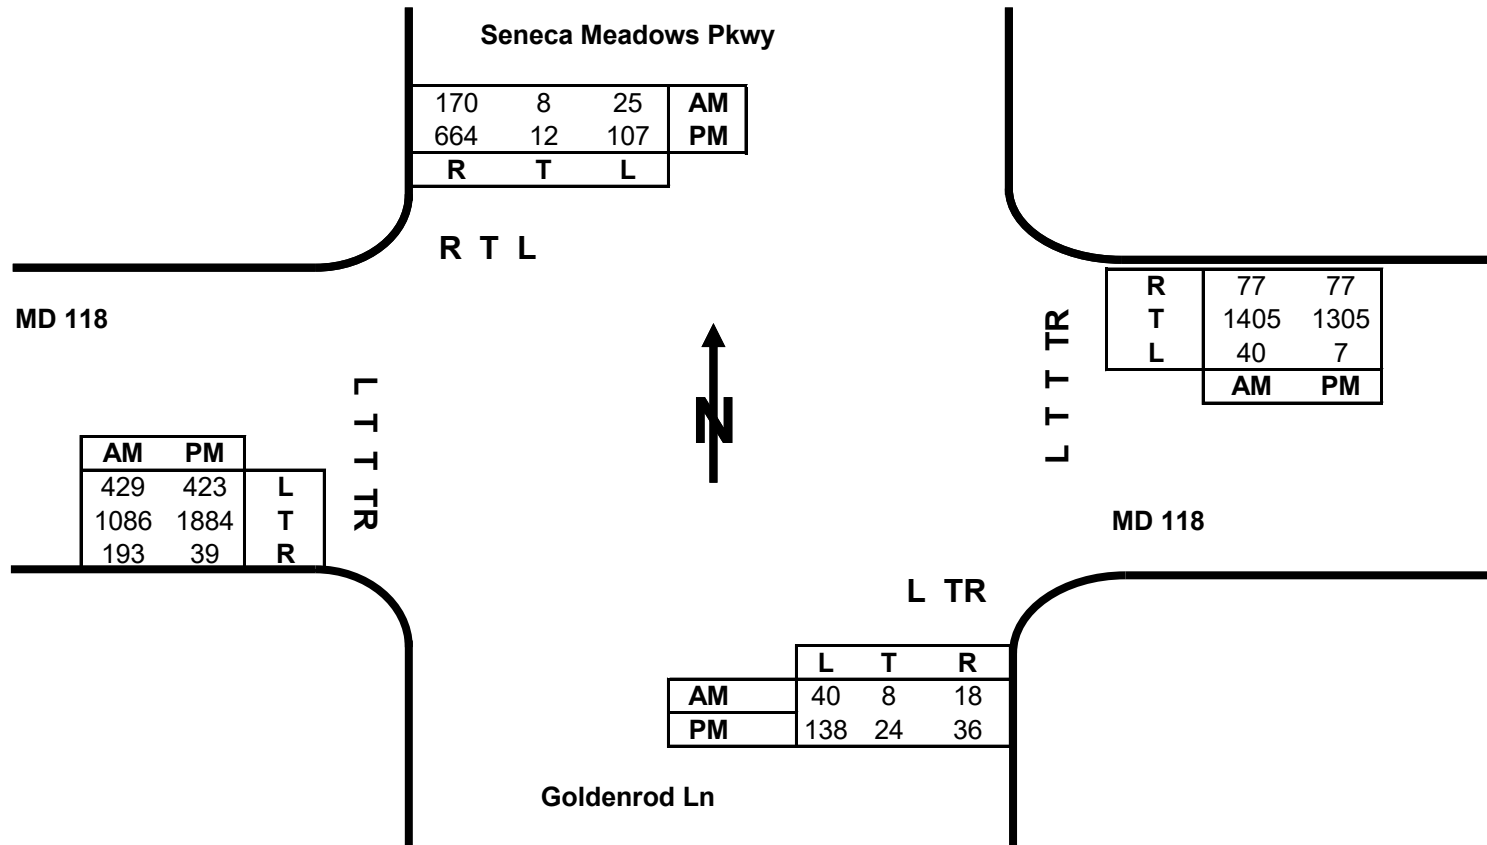 Seneca Meadows Pkwy
170 8 25 AM
664 12 107 PM
R T L
R T L
MD 118
R 77 77
T 1405 1305
L 40 7
AM PM
L T T TR
L T T TR
N
AM PM
429 423 L
1086 1884 T
193 39 R
MD 118
L TR
L T R
AM 40 8 18
PM 138 24 36
Goldenrod Ln